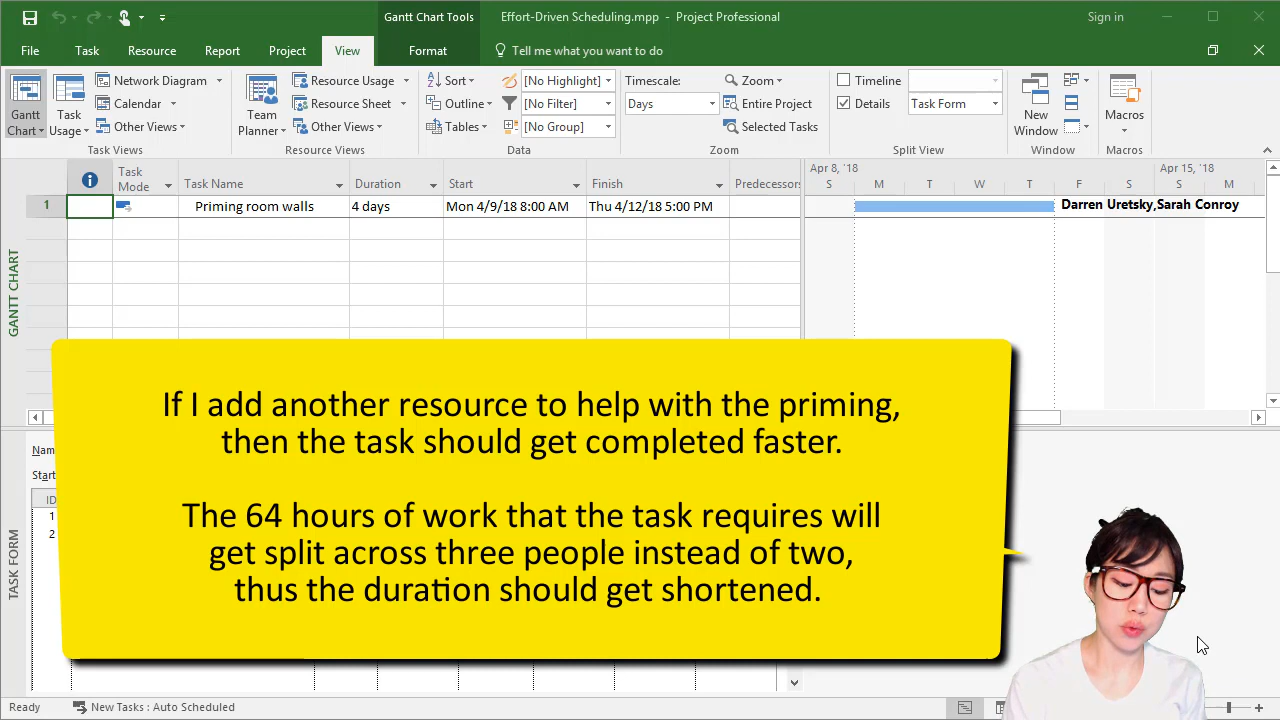 Gantt Chart Tools
Effort-Driven Scheduling.mpp - Project Professional
Sign in
File Task Resource Report Project View Format Tell me what you want to do
Gantt Chart
Task Usage
Network Diagram
Calendar
Other Views
Task Views
Team Planner
Resource Usage
Resource Sheet
Other Views
Resource Views
Sort
Outline
Tables
[No Highlight]
[No Filter]
[No Group]
Data
Timescale:
Days
Zoom
Entire Project
Selected Tasks
Zoom
Timeline
Details
Task Form
Split View
New Window
Window
Macros
Macros
Task Mode Task Name Duration Start Finish Predecessors
Apr 8, '18 Apr 15, '18
S M T W T F S S M
1 Priming room walls 4 days Mon 4/9/18 8:00 AM Thu 4/12/18 5:00 PM
Darren Uretsky,Sarah Conroy
GANTT CHART
If I add another resource to help with the priming,
then the task should get completed faster.
The 64 hours of work that the task requires will
get split across three people instead of two,
thus the duration should get shortened.
Nam
Star
ID
1
2
TASK FORM
Ready New Tasks : Auto Scheduled